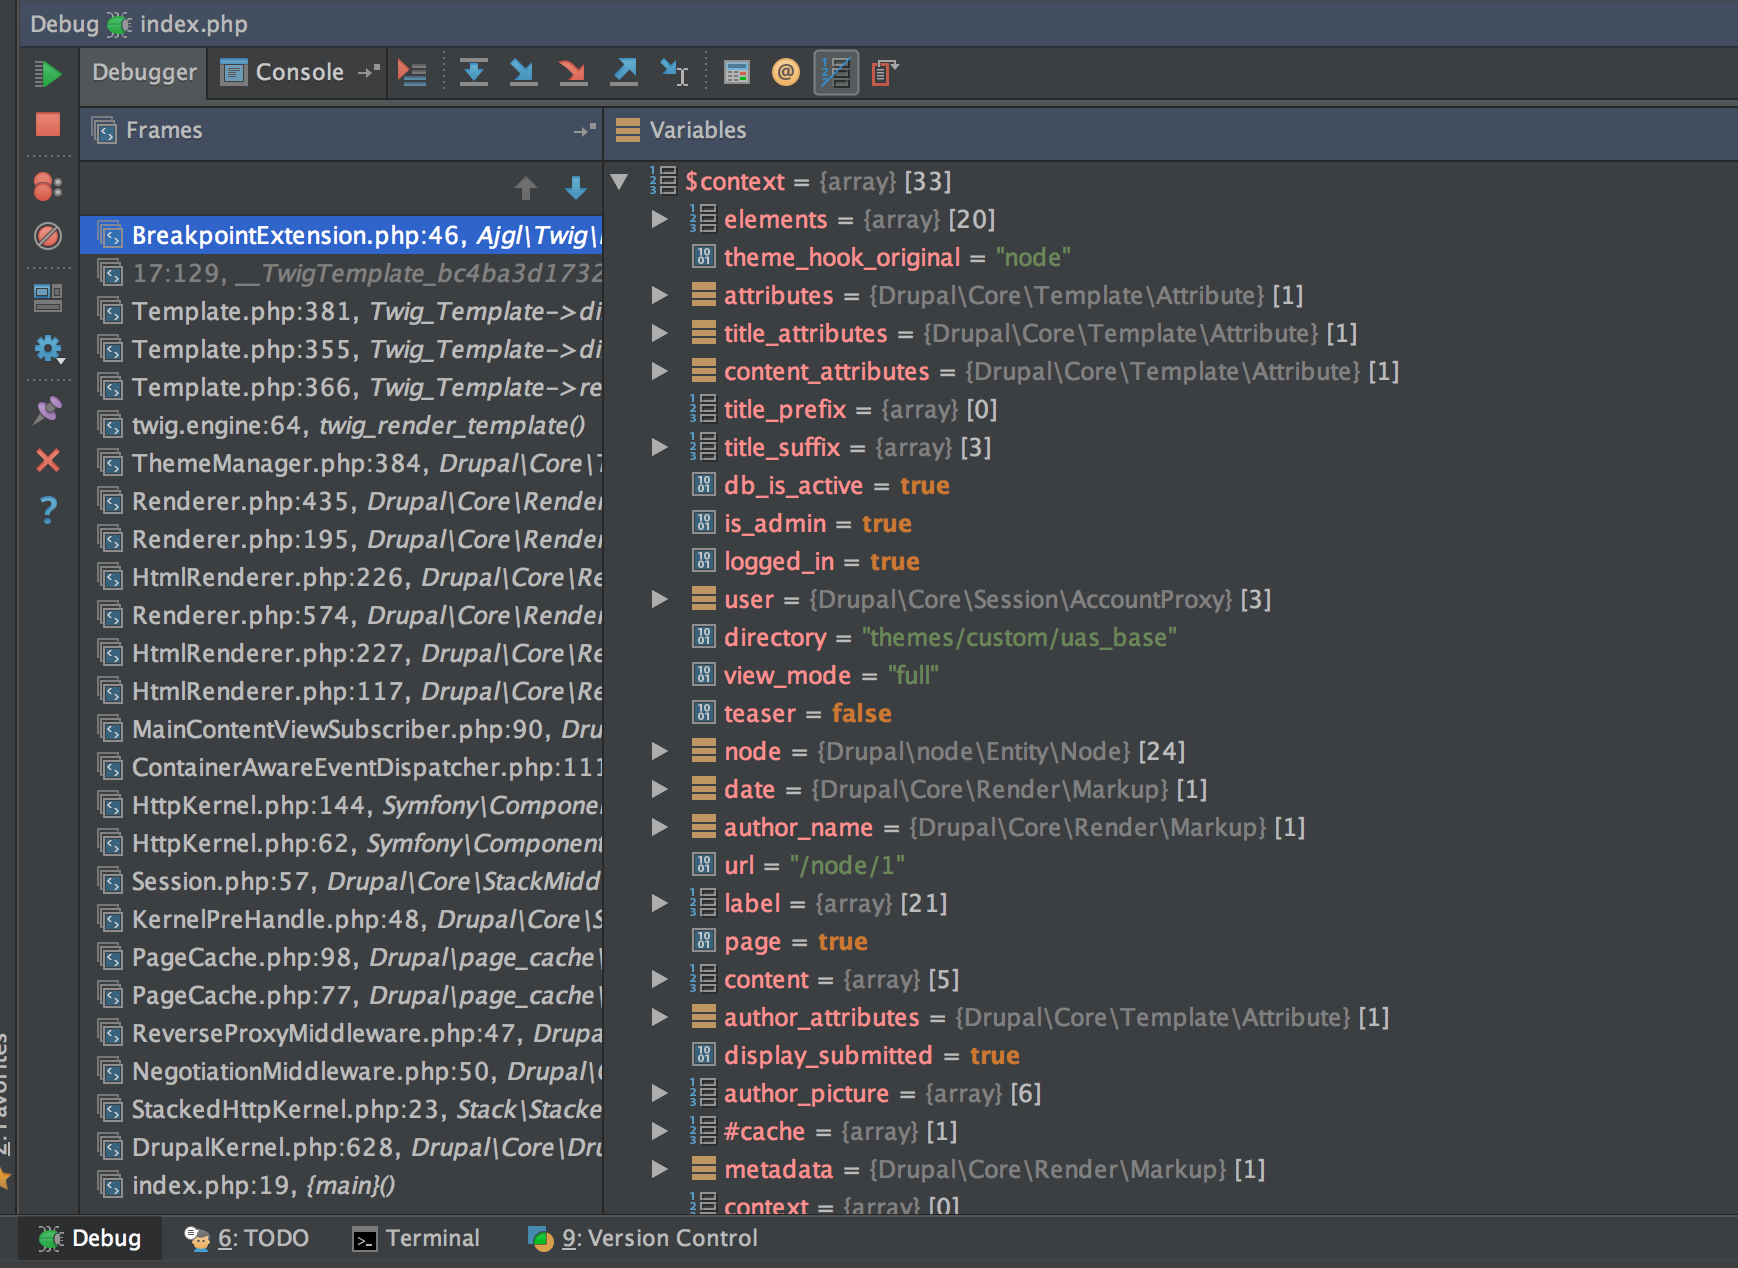 Debug index.php
Debugger Console
Frames
Variables
BreakpointExtension.php:46, Ajgl\Twig\
17:129, __TwigTemplate_bc4ba3d1732
Template.php:381, Twig_Template->di
Template.php:355, Twig_Template->di
Template.php:366, Twig_Template->re
twig.engine:64, twig_render_template()
ThemeManager.php:384, Drupal\Core\T
Renderer.php:435, Drupal\Core\Render
Renderer.php:195, Drupal\Core\Render
HtmlRenderer.php:226, Drupal\Core\Re
Renderer.php:574, Drupal\Core\Render
HtmlRenderer.php:227, Drupal\Core\Re
HtmlRenderer.php:117, Drupal\Core\Re
MainContentViewSubscriber.php:90, Dru
ContainerAwareEventDispatcher.php:111
HttpKernel.php:144, Symfony\Compone
HttpKernel.php:62, Symfony\Component
Session.php:57, Drupal\Core\StackMidd
KernelPreHandle.php:48, Drupal\Core\S
PageCache.php:98, Drupal\page_cache\
PageCache.php:77, Drupal\page_cache\
ReverseProxyMiddleware.php:47, Drupa
NegotiationMiddleware.php:50, Drupal\C
StackedHttpKernel.php:23, Stack\Stacke
DrupalKernel.php:628, Drupal\Core\Dru
index.php:19, {main}()
$context = {array} [33]
elements = {array} [20]
theme_hook_original = "node"
attributes = {Drupal\Core\Template\Attribute} [1]
title_attributes = {Drupal\Core\Template\Attribute} [1]
content_attributes = {Drupal\Core\Template\Attribute} [1]
title_prefix = {array} [0]
title_suffix = {array} [3]
db_is_active = true
is_admin = true
logged_in = true
user = {Drupal\Core\Session\AccountProxy} [3]
directory = "themes/custom/uas_base"
view_mode = "full"
teaser = false
node = {Drupal\node\Entity\Node} [24]
date = {Drupal\Core\Render\Markup} [1]
author_name = {Drupal\Core\Render\Markup} [1]
url = "/node/1"
label = {array} [21]
page = true
content = {array} [5]
author_attributes = {Drupal\Core\Template\Attribute} [1]
display_submitted = true
author_picture = {array} [6]
#cache = {array} [1]
metadata = {Drupal\Core\Render\Markup} [1]
context = {array} [0]
2: Favorites
Debug 6: TODO Terminal 9: Version Control